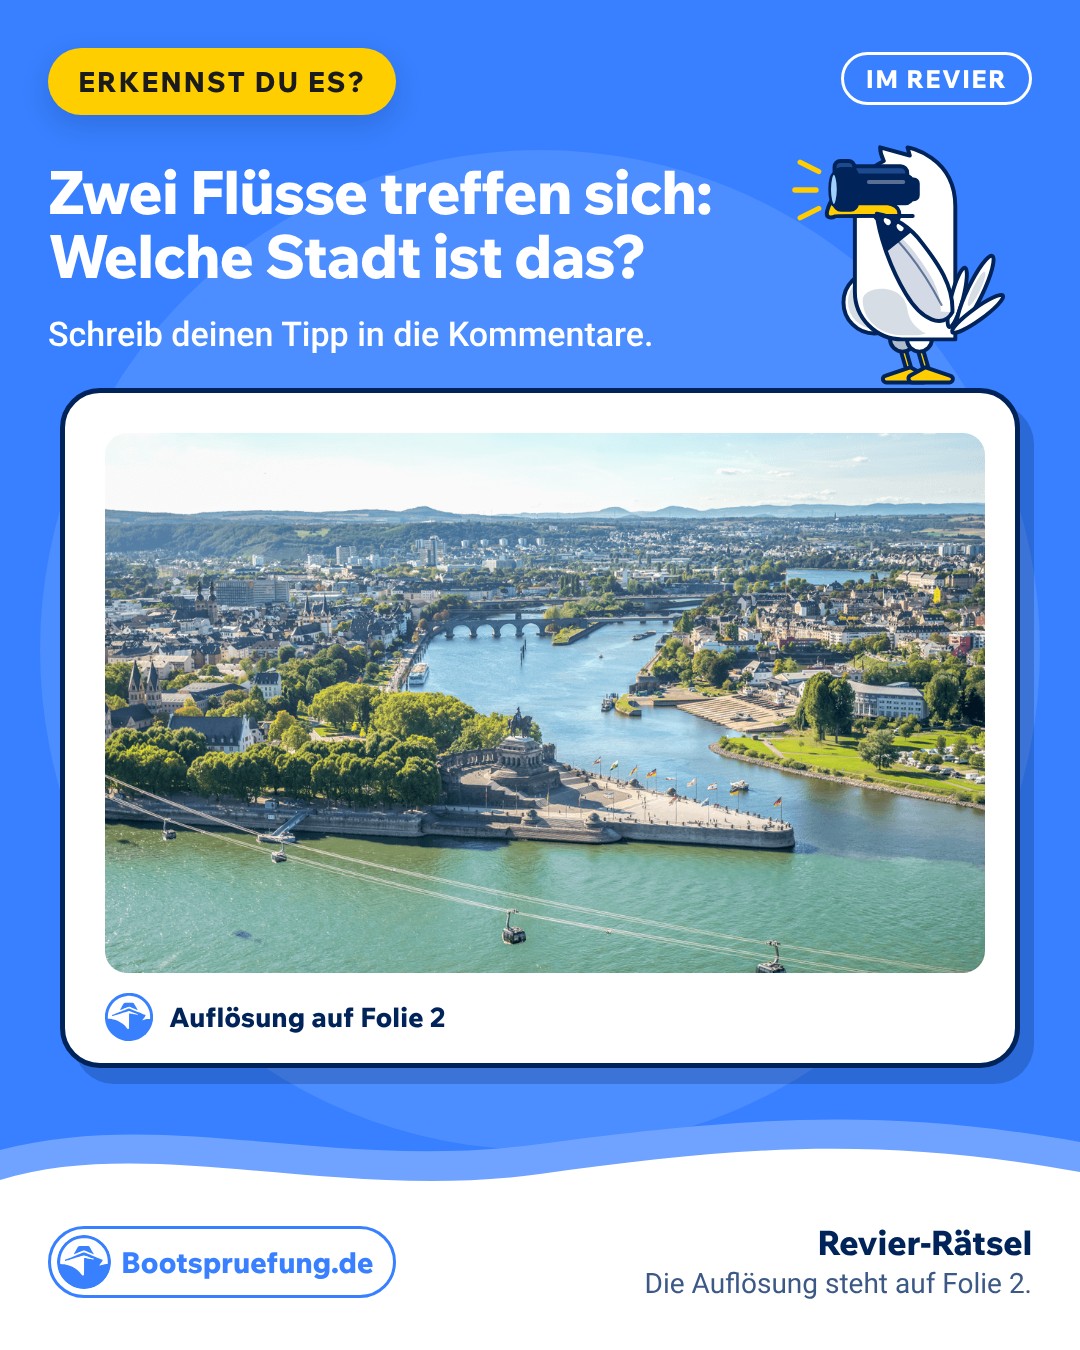 ERKENNST DU ES?
IM REVIER
Zwei Flüsse treffen sich:
Welche Stadt ist das?
Schreib deinen Tipp in die Kommentare.
Auflösung auf Folie 2
Bootspruefung.de
Revier-Rätsel
Die Auflösung steht auf Folie 2.